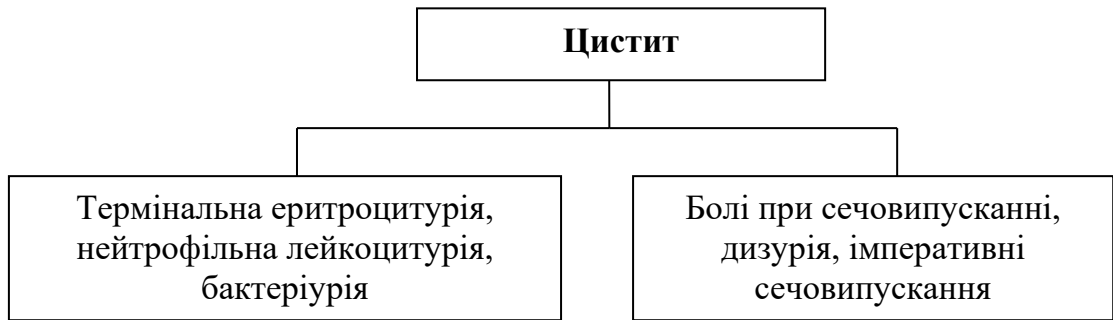 Цистит
Термінальна еритроцитурія,
нейтрофільна лейкоцитурія,
бактеріурія
Болі при сечовипусканні,
дизурія, імперативні
сечовипускання